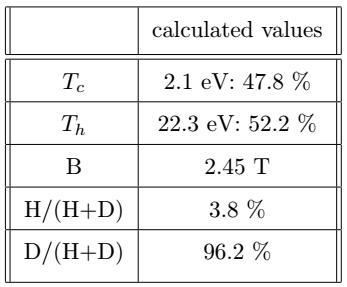 calculated values
T_c 2.1 eV: 47.8 %
T_h 22.3 eV: 52.2 %
B 2.45 T
H/(H+D) 3.8 %
D/(H+D) 96.2 %